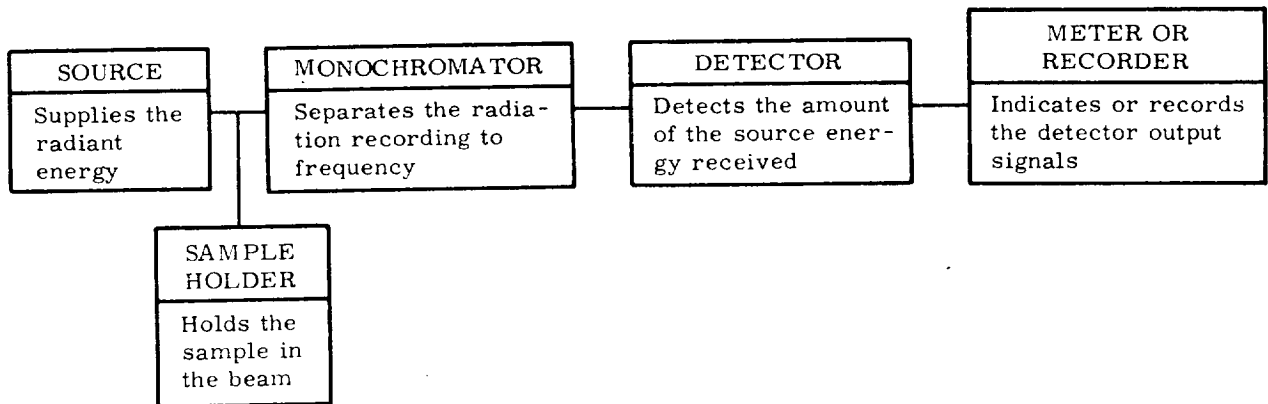 SOURCE
Supplies the
radiant
energy
MONOCHROMATOR
Separates the radia-
tion recording to
frequency
DETECTOR
Detects the amount
of the source ener-
gy received
METER OR
RECORDER
Indicates or records
the detector output
signals
SAMPLE
HOLDER
Holds the
sample in
the beam